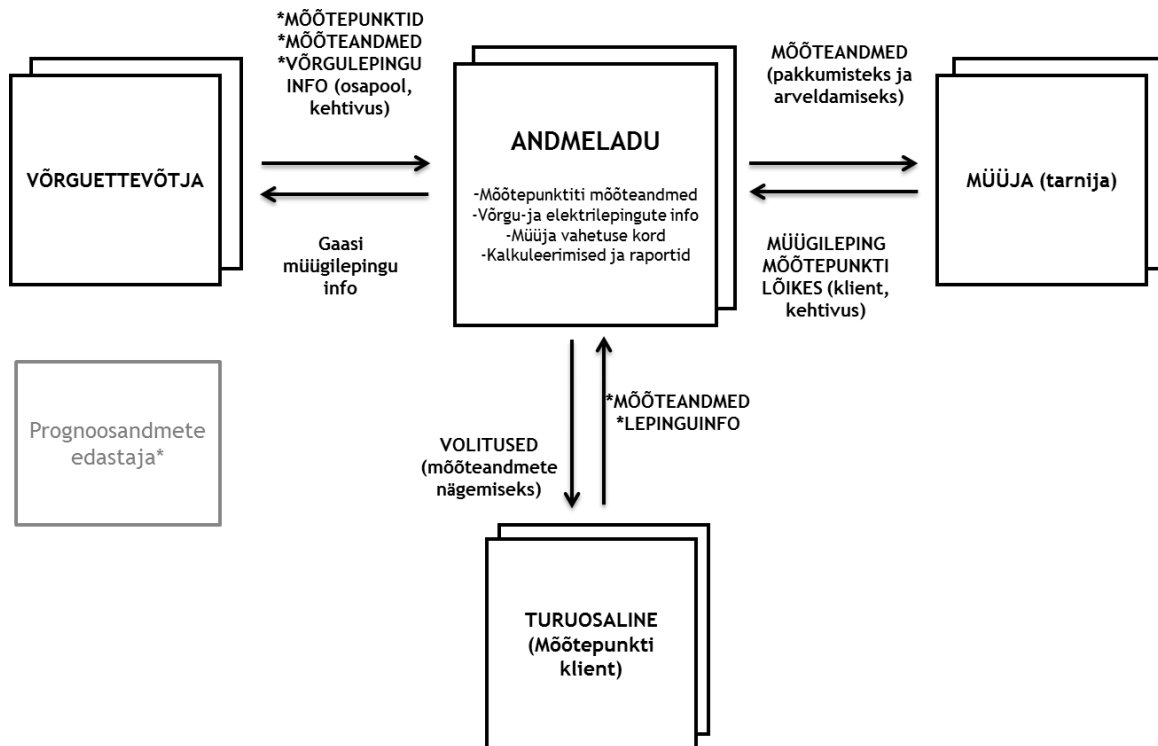 *MÕÕTEPUNKTID
*MÕÕTEANDMED
*VÕRGULEPINGU
INFO (osapool,
kehtivus)
VÕRGUETTEVÕTJA
Gaasi
müügilepingu
info
ANDMELADU
-Mõõtepunktiti mõõteandmed
-Võrgu-ja elektrilepingute info
-Müüja vahetuse kord
-Kalkuleerimised ja raportid
MÕÕTEANDMED
(pakkumisteks ja
arveldamiseks)
MÜÜJA (tarnija)
MÜÜGILEPING
MÕÕTEPUNKTI
LÕIKES (klient,
kehtivus)
Prognoosandmete
edastaja*
VOLITUSED
(mõõteandmete
nägemiseks)
*MÕÕTEANDMED
*LEPINGUINFO
TURUOSALINE
(Mõõtepunkti
klient)